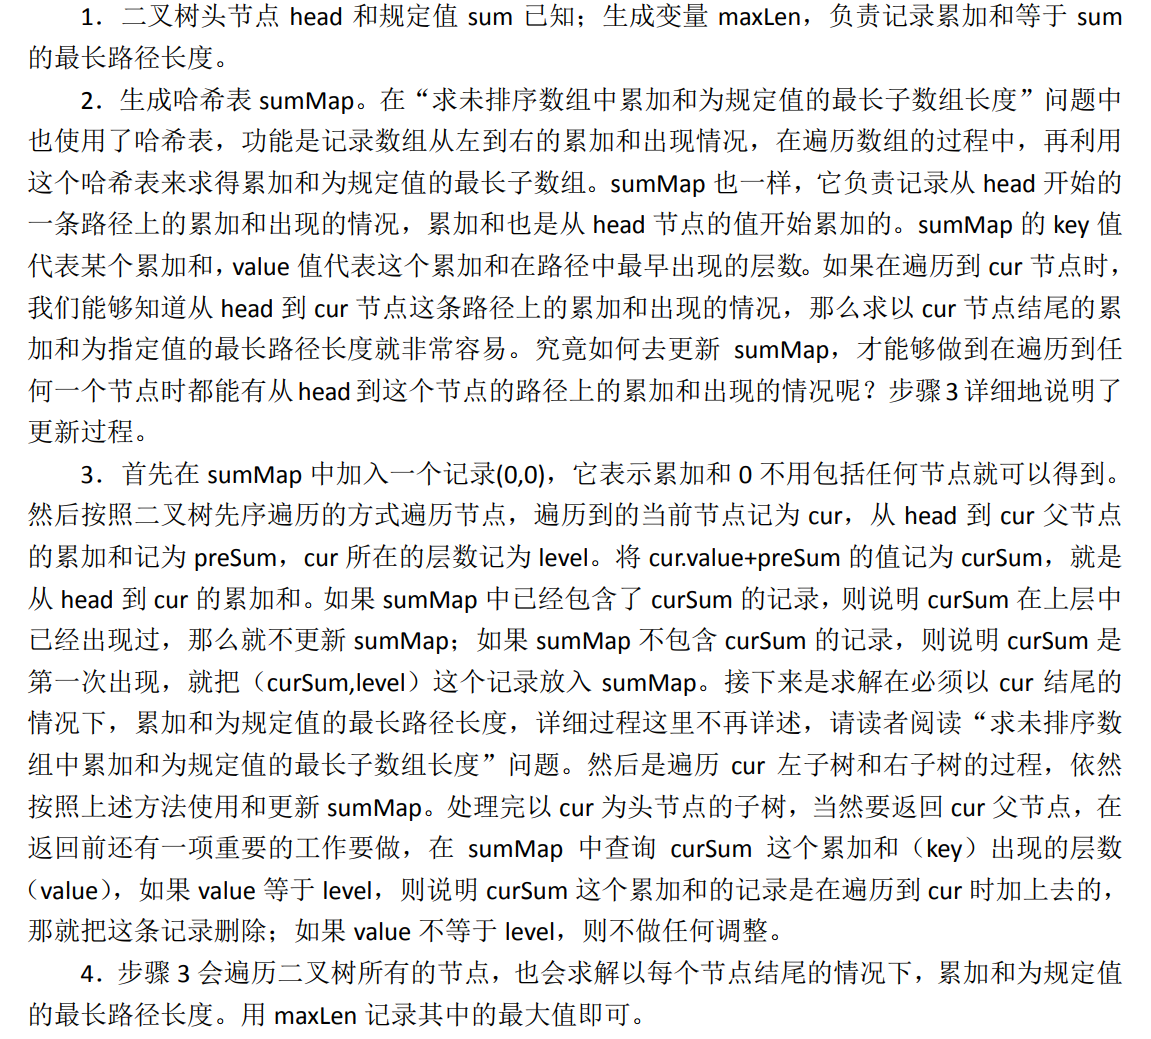 1．二叉树头节点 head 和规定值 sum 已知；生成变量 maxLen，负责记录累加和等于 sum
的最长路径长度。
2．生成哈希表 sumMap。在“求未排序数组中累加和为规定值的最长子数组长度”问题中
也使用了哈希表，功能是记录数组从左到右的累加和出现情况，在遍历数组的过程中，再利用
这个哈希表来求得累加和为规定值的最长子数组。sumMap 也一样，它负责记录从 head 开始的
一条路径上的累加和出现的情况，累加和也是从 head 节点的值开始累加的。sumMap 的 key 值
代表某个累加和，value 值代表这个累加和在路径中最早出现的层数。如果在遍历到 cur 节点时，
我们能够知道从 head 到 cur 节点这条路径上的累加和出现的情况，那么求以 cur 节点结尾的累
加和为指定值的最长路径长度就非常容易。究竟如何去更新 sumMap，才能够做到在遍历到任
何一个节点时都能有从 head 到这个节点的路径上的累加和出现的情况呢？步骤 3 详细地说明了
更新过程。
3．首先在 sumMap 中加入一个记录(0,0)，它表示累加和 0 不用包括任何节点就可以得到。
然后按照二叉树先序遍历的方式遍历节点，遍历到的当前节点记为 cur，从 head 到 cur 父节点
的累加和记为 preSum，cur 所在的层数记为 level。将 cur.value+preSum 的值记为 curSum，就是
从 head 到 cur 的累加和。如果 sumMap 中已经包含了 curSum 的记录，则说明 curSum 在上层中
已经出现过，那么就不更新 sumMap；如果 sumMap 不包含 curSum 的记录，则说明 curSum 是
第一次出现，就把（curSum,level）这个记录放入 sumMap。接下来是求解在必须以 cur 结尾的
情况下，累加和为规定值的最长路径长度，详细过程这里不再详述，请读者阅读“求未排序数
组中累加和为规定值的最长子数组长度”问题。然后是遍历 cur 左子树和右子树的过程，依然
按照上述方法使用和更新 sumMap。处理完以 cur 为头节点的子树，当然要返回 cur 父节点，在
返回前还有一项重要的工作要做，在 sumMap 中查询 curSum 这个累加和（key）出现的层数
（value），如果 value 等于 level，则说明 curSum 这个累加和的记录是在遍历到 cur 时加上去的，
那就把这条记录删除；如果 value 不等于 level，则不做任何调整。
4．步骤 3 会遍历二叉树所有的节点，也会求解以每个节点结尾的情况下，累加和为规定值
的最长路径长度。用 maxLen 记录其中的最大值即可。